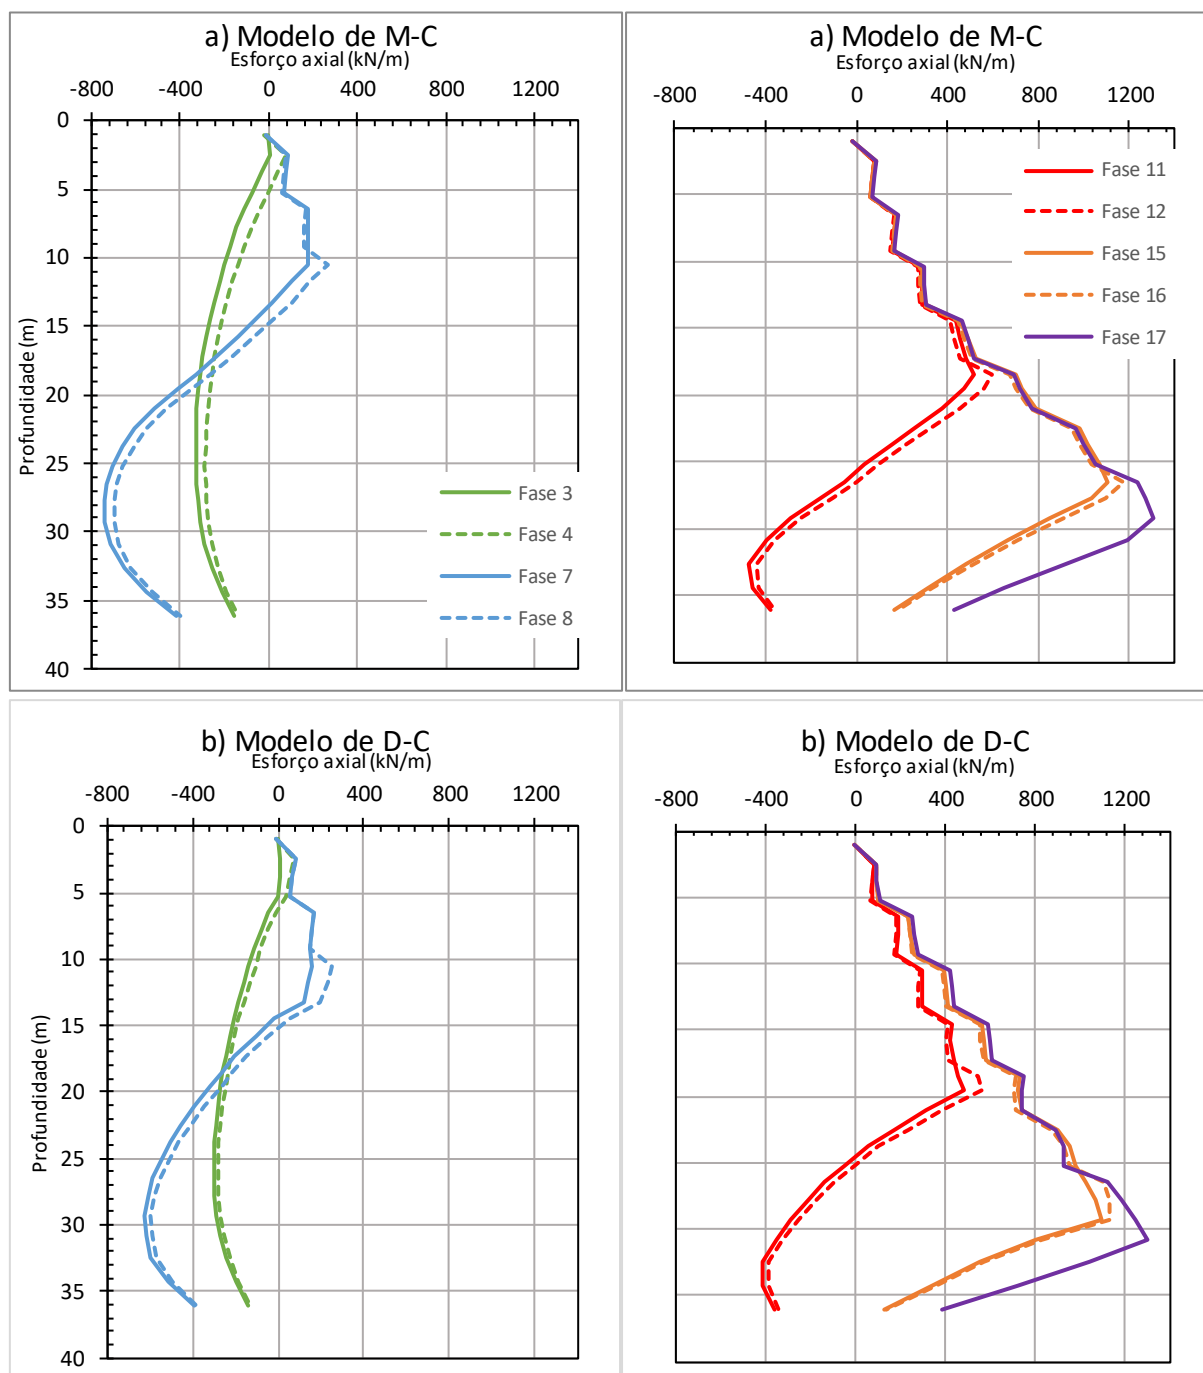 a) Modelo de M-C
Esforço axial (kN/m)
-800 -400 0 400 800 1200
0
5
10
15
20
25
30
35
40
Profundidade (m)
Fase 3
Fase 4
Fase 7
Fase 8
a) Modelo de M-C
Esforço axial (kN/m)
-800 -400 0 400 800 1200
Fase 11
Fase 12
Fase 15
Fase 16
Fase 17
b) Modelo de D-C
Esforço axial (kN/m)
-800 -400 0 400 800 1200
0
5
10
15
20
25
30
35
40
Profundidade (m)
b) Modelo de D-C
Esforço axial (kN/m)
-800 -400 0 400 800 1200